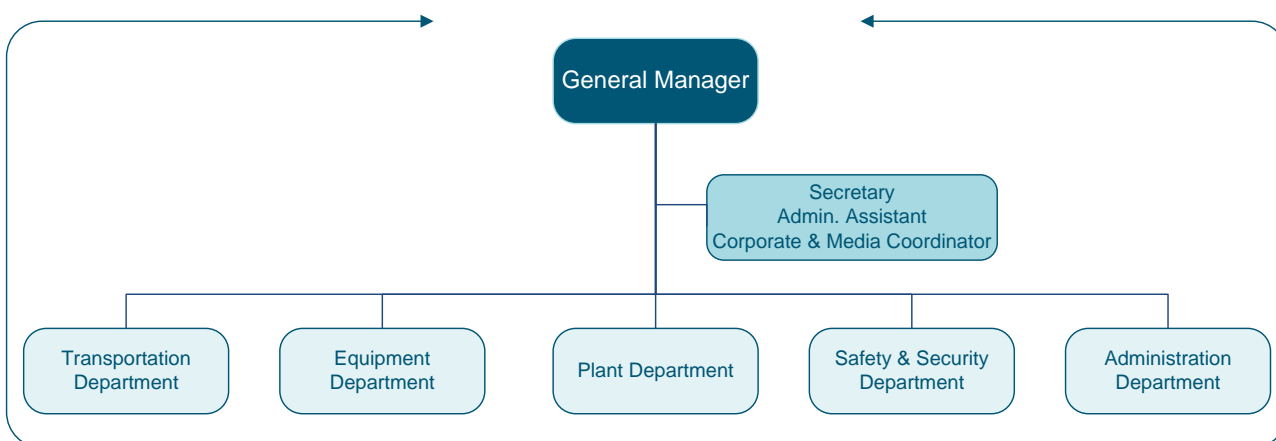 General Manager
Secretary
Admin. Assistant
Corporate & Media Coordinator
Transportation
Department
Equipment
Department
Plant Department
Safety & Security
Department
Administration
Department